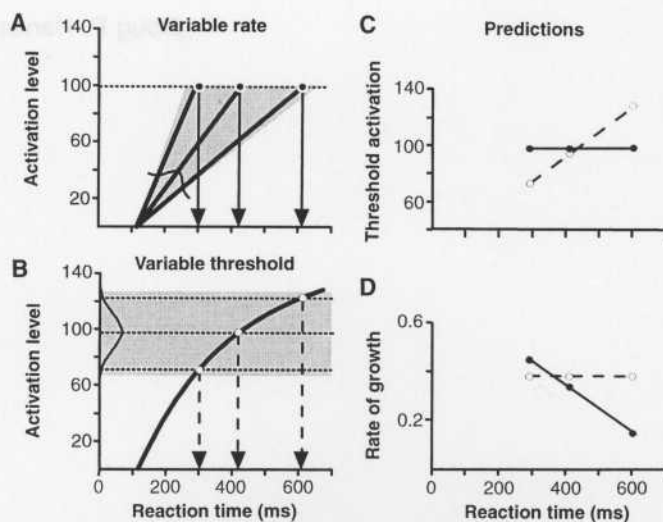 A
Variable rate
Activation level
140
100
60
20
B
Variable threshold
Activation level
140
100
60
20
0
200
400
600
Reaction time (ms)
C
Predictions
Threshold activation
140
100
60
D
Rate of growth
0.6
0.2
0
200
400
600
Reaction time (ms)